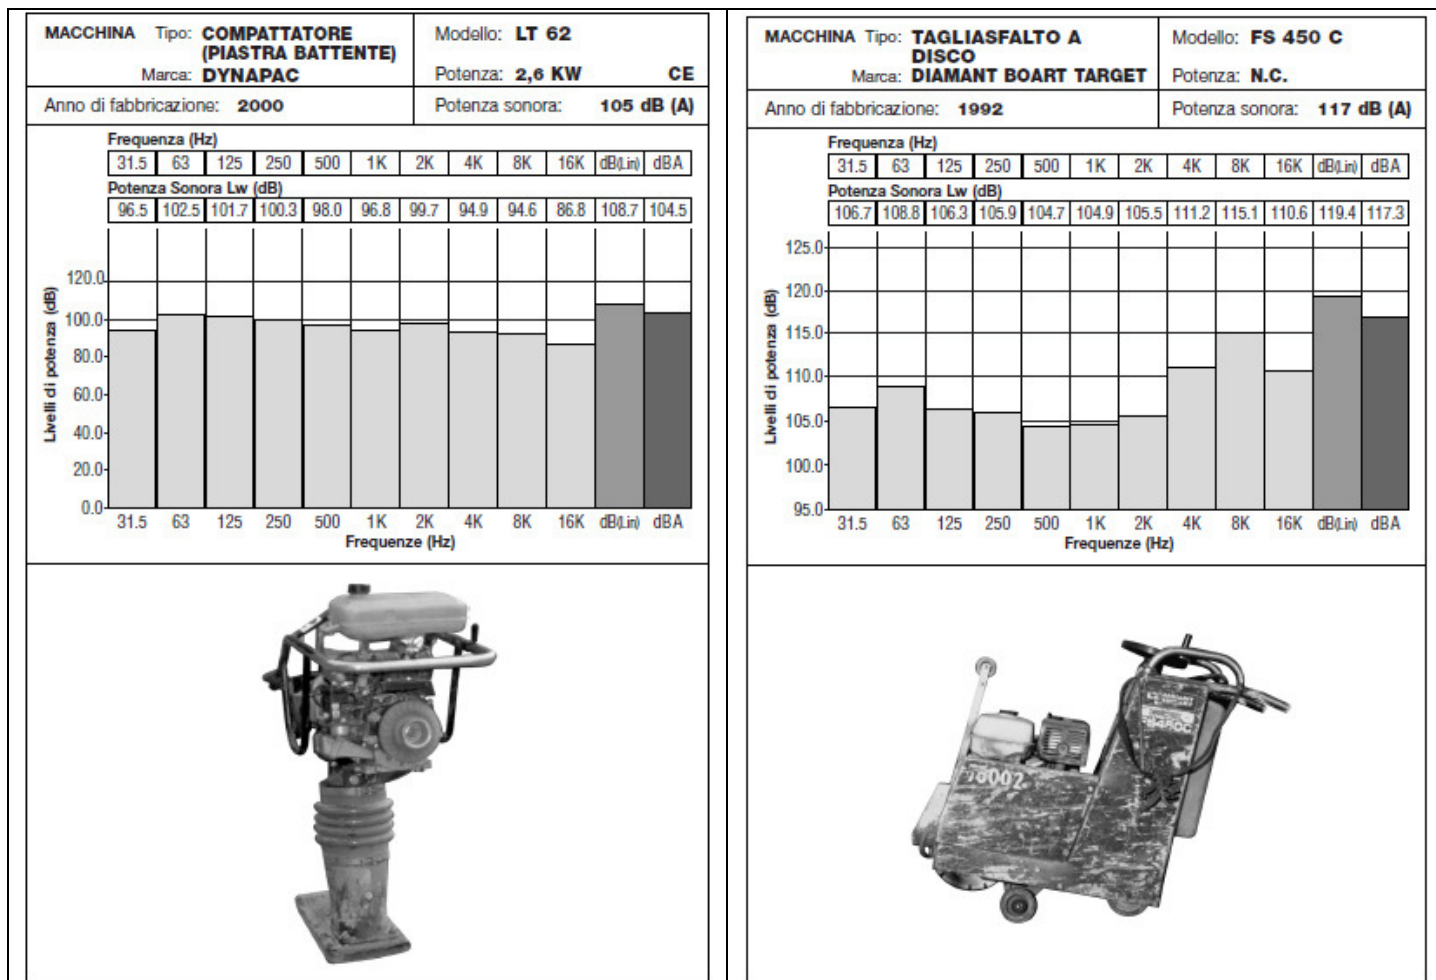 MACCHINA Tipo: COMPATTATORE
(PIASTRA BATTENTE)
Marca: DYNAPAC
Modello: LT 62
Potenza: 2,6 KW CE
Anno di fabbricazione: 2000
Potenza sonora: 105 dB (A)
Frequenza (Hz)
31.5 63 125 250 500 1K 2K 4K 8K 16K dB(Lin) dBA
Potenza Sonora Lw (dB)
96.5 102.5 101.7 100.3 98.0 96.8 99.7 94.9 94.6 86.8 108.7 104.5
Livelli di potenza (dB)
120.0
100.0
80.0
60.0
40.0
20.0
0.0
31.5 63 125 250 500 1K 2K 4K 8K 16K dB(Lin) dBA
Frequenze (Hz)
MACCHINA Tipo: TAGLIASFALTO A
DISCO
Marca: DIAMANT BOART TARGET
Modello: FS 450 C
Potenza: N.C.
Anno di fabbricazione: 1992
Potenza sonora: 117 dB (A)
Frequenza (Hz)
31.5 63 125 250 500 1K 2K 4K 8K 16K dB(Lin) dBA
Potenza Sonora Lw (dB)
106.7 108.8 106.3 105.9 104.7 104.9 105.5 111.2 115.1 110.6 119.4 117.3
Livelli di potenza (dB)
125.0
120.0
115.0
110.0
105.0
100.0
95.0
31.5 63 125 250 500 1K 2K 4K 8K 16K dB(Lin) dBA
Frequenze (Hz)